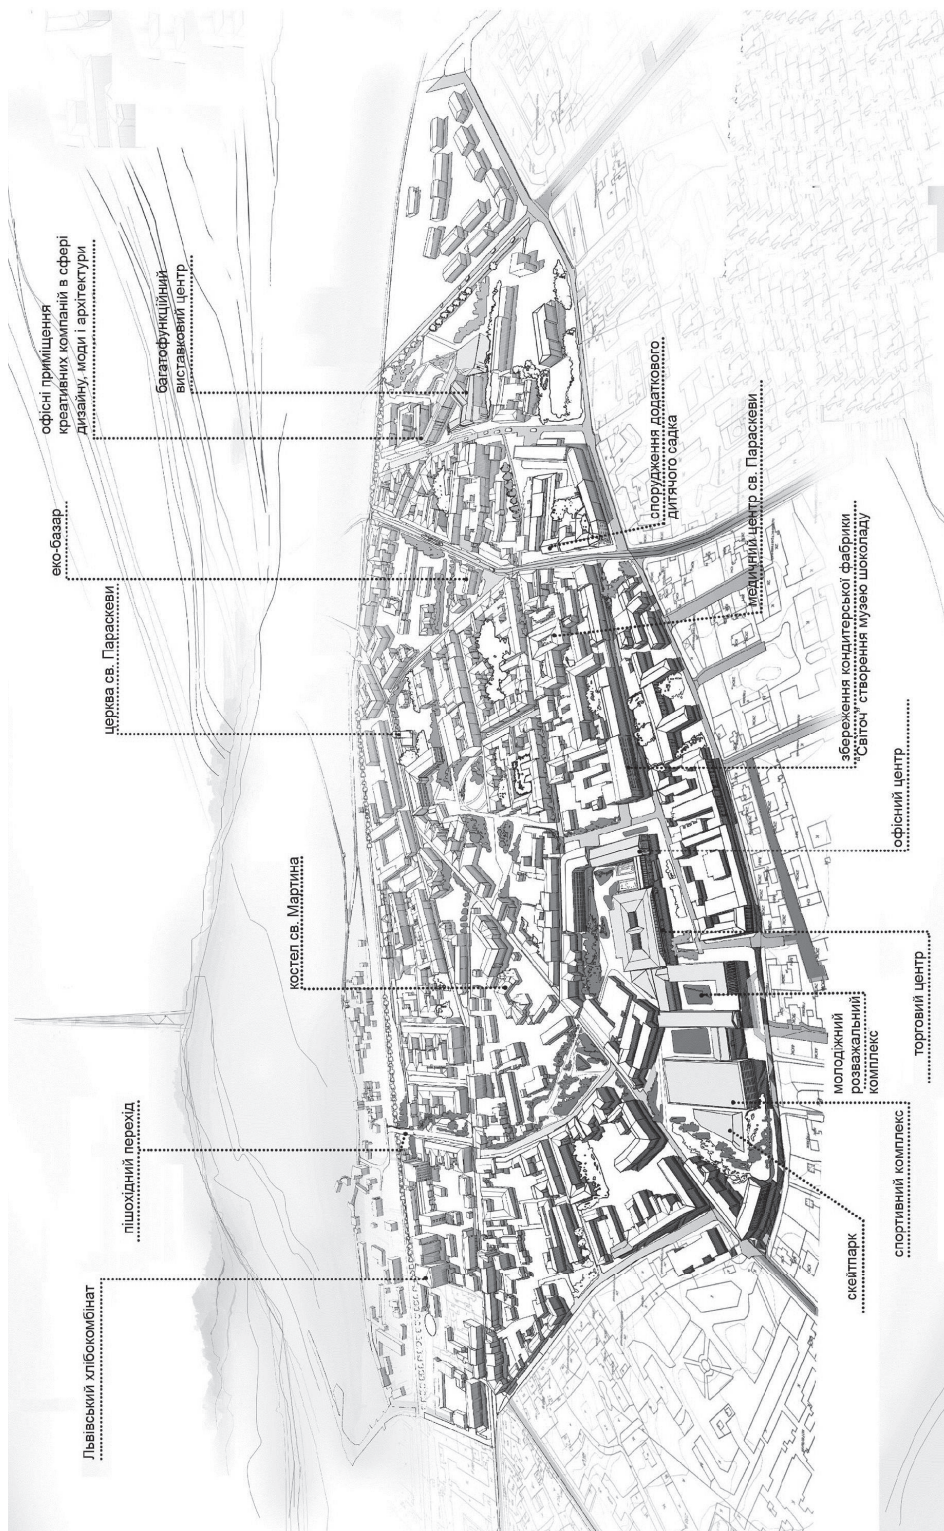 Львівський хлібокомбінат
пішохідний перехід
костел св. Мартина
церква св. Параскеви
еко-базар
офісні приміщення
креативних компаній в сфері
дизайну, моди і архітектури
багатофункційний
виставковий центр
скейтпарк
спортивний комплекс
молодіжний
розважальний
комплекс
торговий центр
офісний центр
збереження кондитерської фабрики
"Світоч" створення музею шоколаду
медичний центр св. Параскеви
спорудження додаткового
дитячого садка